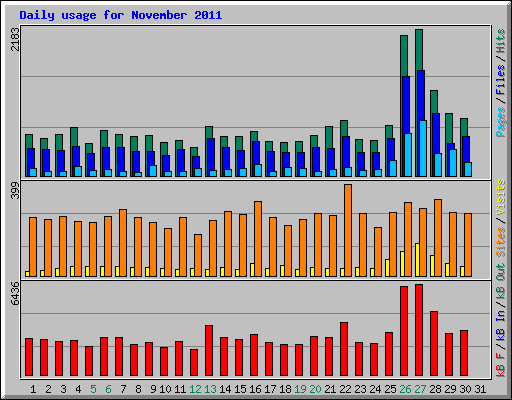 Daily usage for November 2011
2183
Pages / Files / Hits
399
Sites / Visits
6436
kB F / kB In / kB Out
1 2 3 4 5 6 7 8 9 10 11 12 13 14 15 16 17 18 19 20 21 22 23 24 25 26 27 28 29 30 31